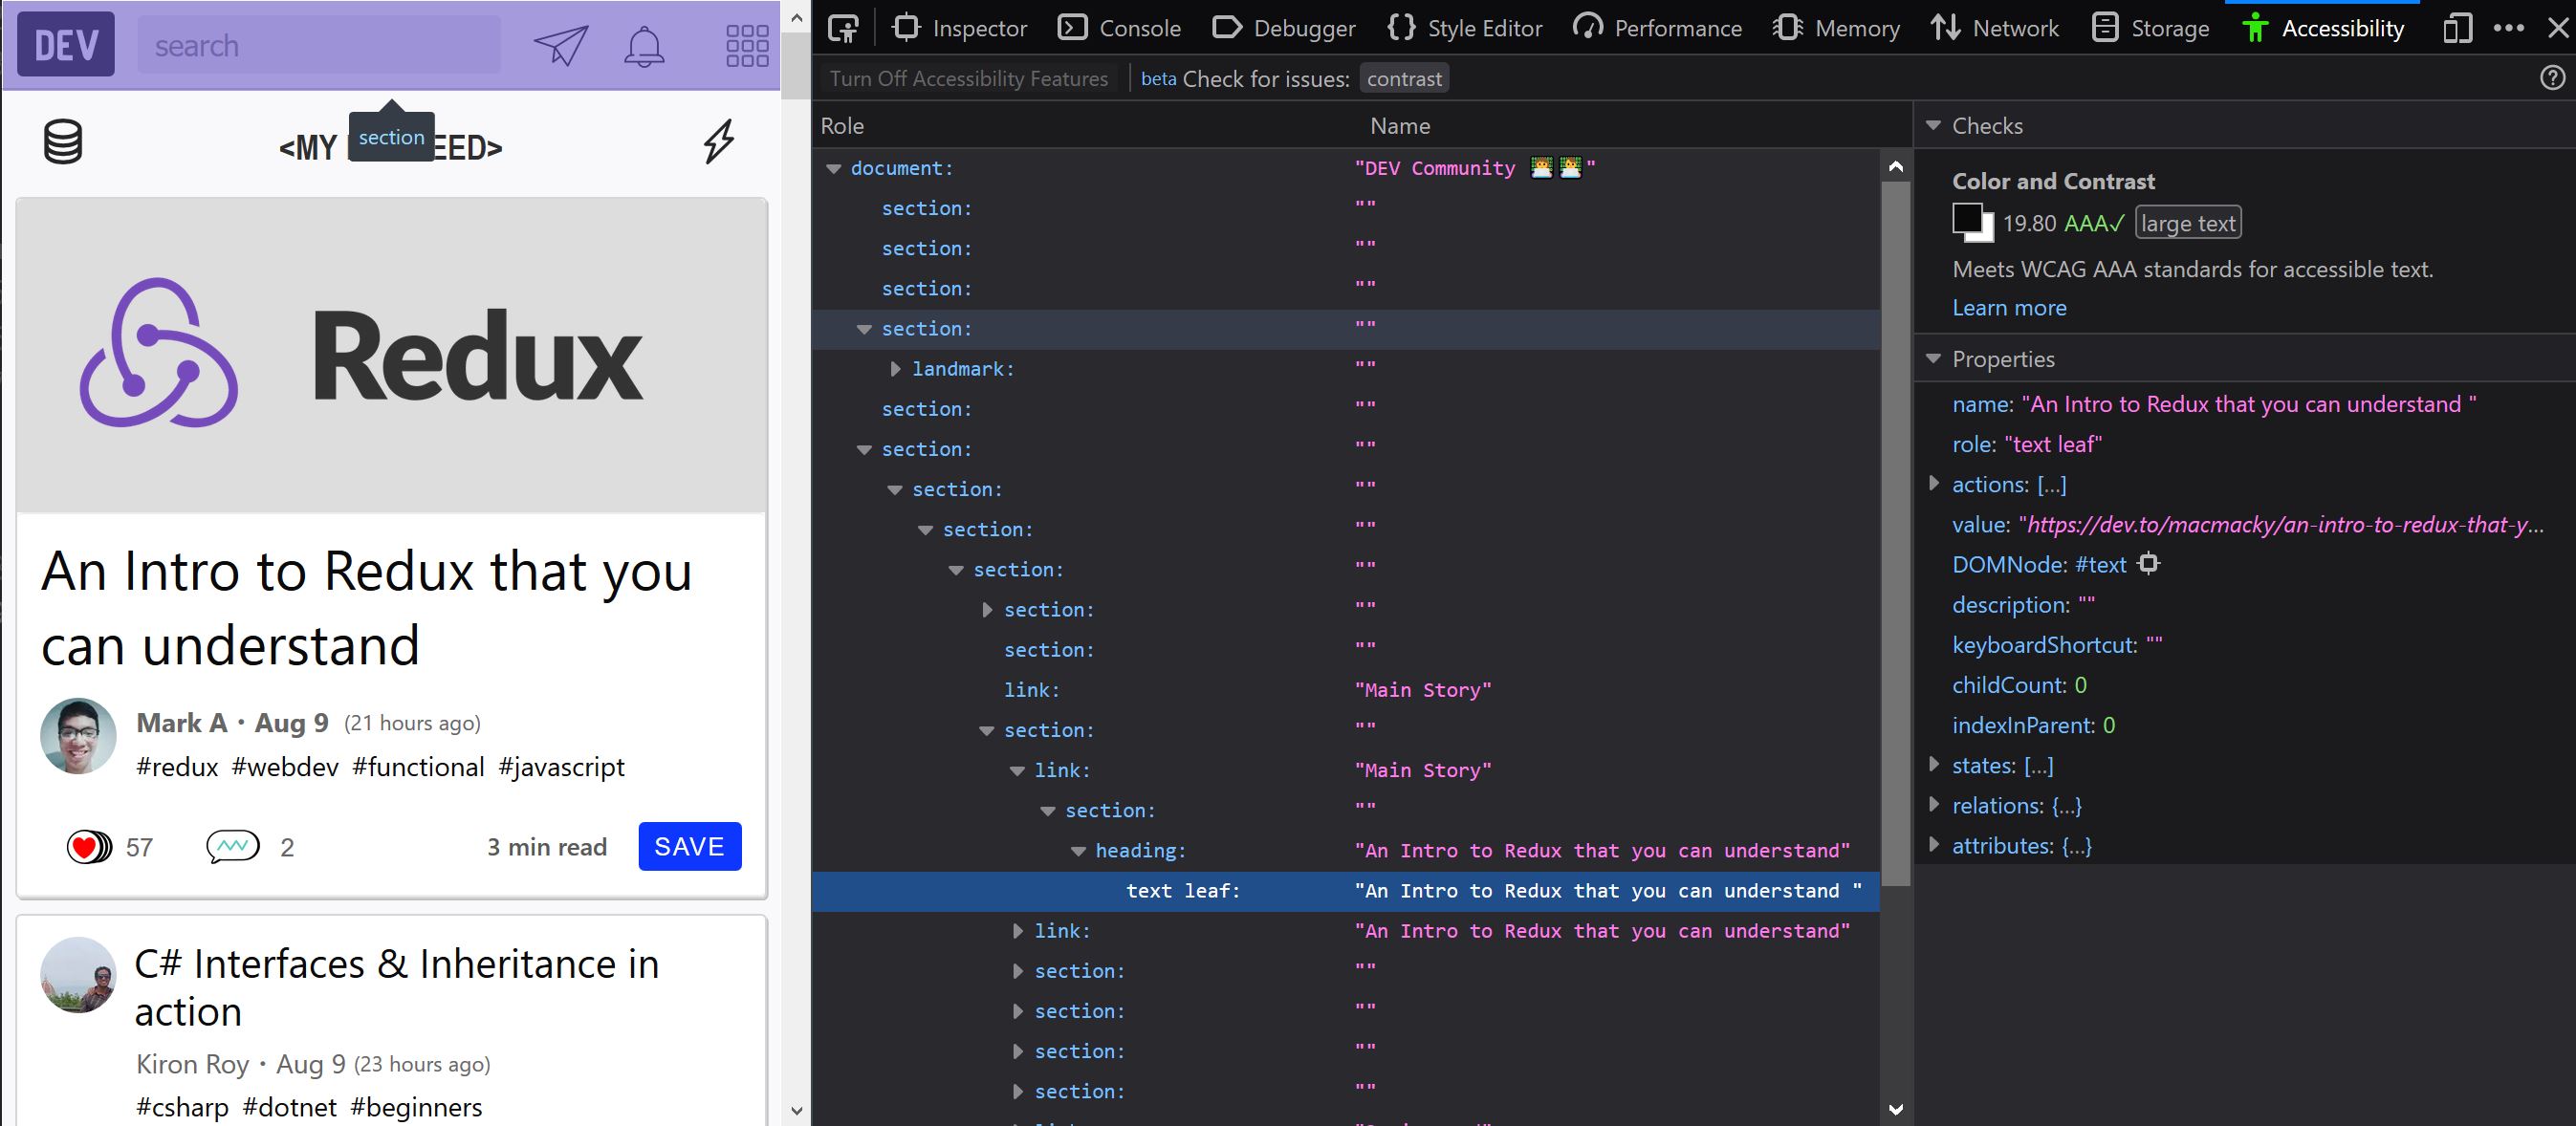 DEV
search
section
<MY EED>
Redux
An Intro to Redux that you
can understand
Mark A • Aug 9 (21 hours ago)
#redux #webdev #functional #javascript
57 2 3 min read SAVE
C# Interfaces & Inheritance in
action
Kiron Roy • Aug 9 (23 hours ago)
#csharp #dotnet #beginners
Inspector Console Debugger {} Style Editor Performance Memory Network Storage Accessibility
Turn Off Accessibility Features beta Check for issues: contrast
Role Name
document: "DEV Community 👨‍💻👩‍💻"
section: ""
section: ""
section: ""
section: ""
landmark: ""
section: ""
section: ""
section: ""
section: ""
section: ""
section: ""
section: ""
link: "Main Story"
section: ""
link: "Main Story"
section: ""
heading: "An Intro to Redux that you can understand"
text leaf: "An Intro to Redux that you can understand "
link: "An Intro to Redux that you can understand"
section: ""
section: ""
section: ""
section: ""
Checks
Color and Contrast
19.80 AAA✓ large text
Meets WCAG AAA standards for accessible text.
Learn more
Properties
name: "An Intro to Redux that you can understand "
role: "text leaf"
actions: […]
value: "https://dev.to/macmacky/an-intro-to-redux-that-y…
DOMNode: #text
description: ""
keyboardShortcut: ""
childCount: 0
indexInParent: 0
states: […]
relations: {…}
attributes: {…}